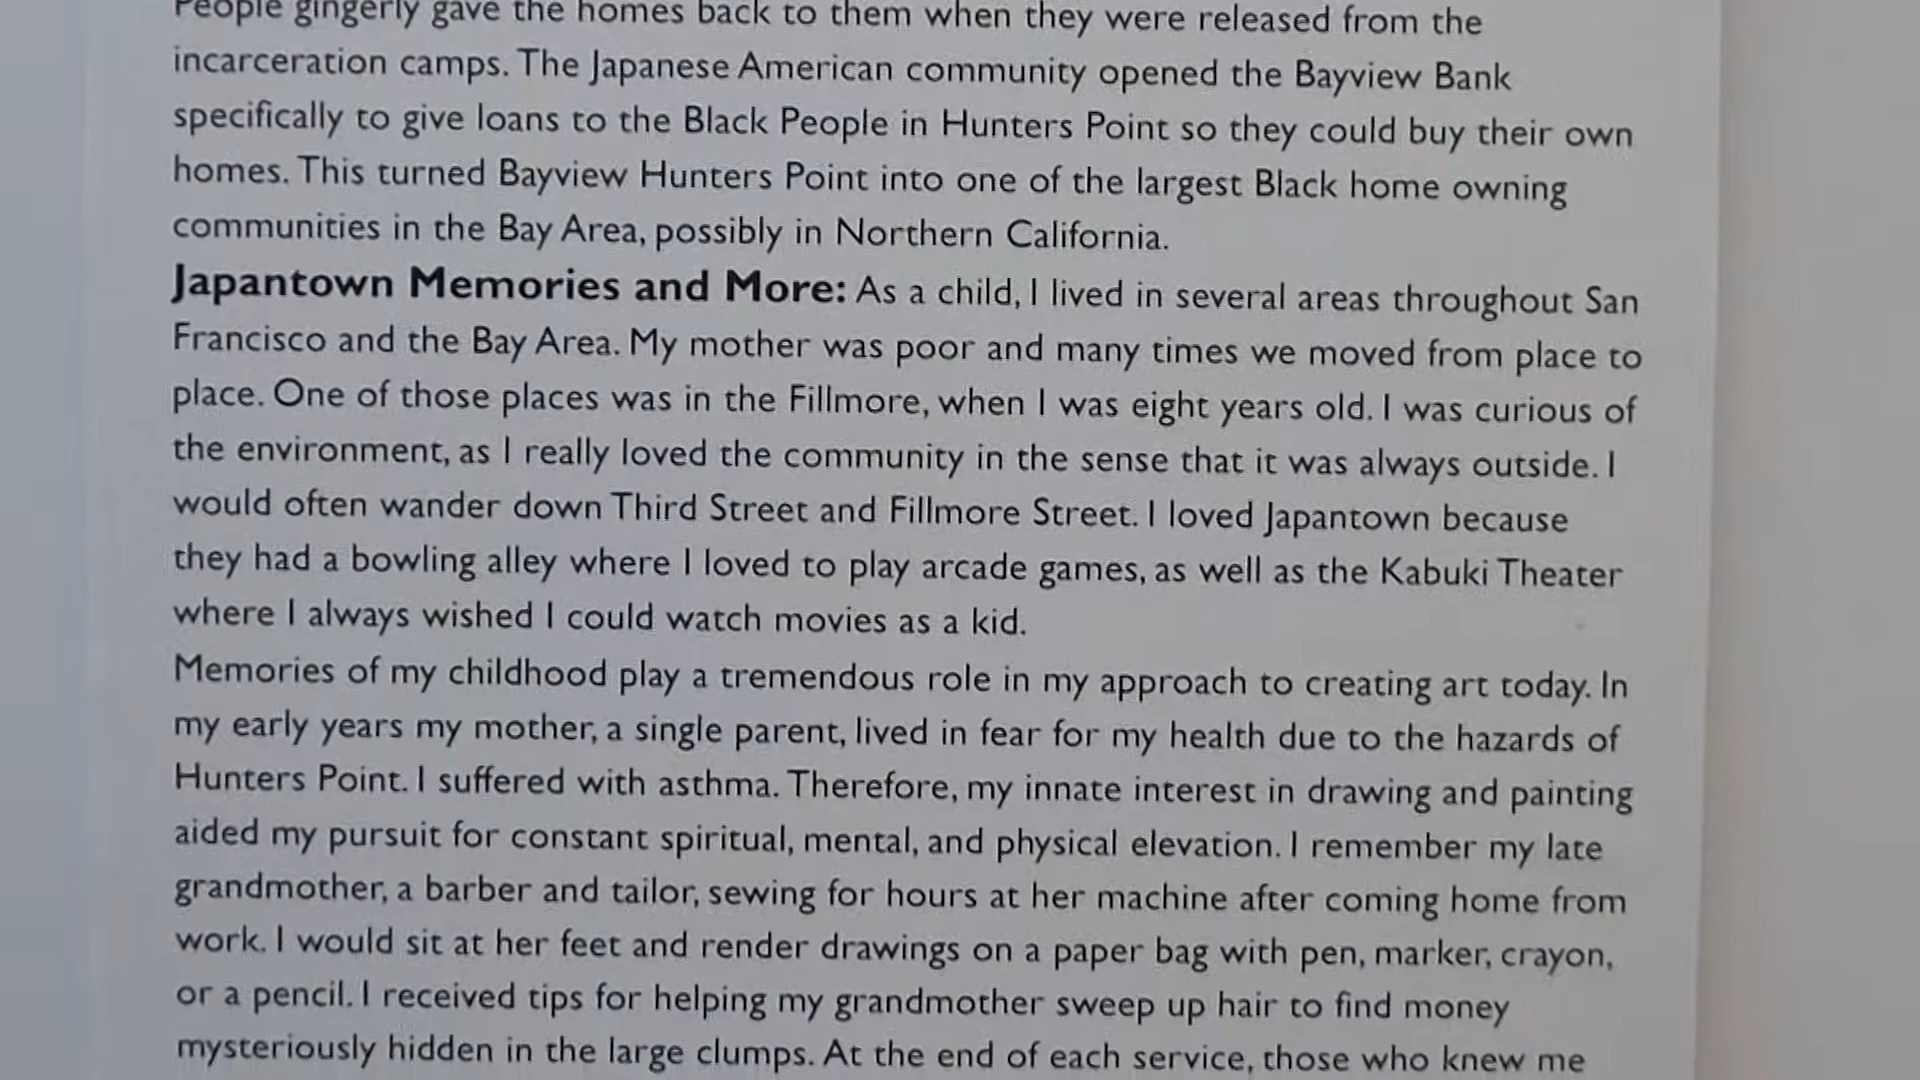 People gingerly gave the homes back to them when they were released from the
incarceration camps. The Japanese American community opened the Bayview Bank
specifically to give loans to the Black People in Hunters Point so they could buy their own
homes. This turned Bayview Hunters Point into one of the largest Black home owning
communities in the Bay Area, possibly in Northern California.
Japantown Memories and More: As a child, I lived in several areas throughout San
Francisco and the Bay Area. My mother was poor and many times we moved from place to
place. One of those places was in the Fillmore, when I was eight years old. I was curious of
the environment, as I really loved the community in the sense that it was always outside. I
would often wander down Third Street and Fillmore Street. I loved Japantown because
they had a bowling alley where I loved to play arcade games, as well as the Kabuki Theater
where I always wished I could watch movies as a kid.
Memories of my childhood play a tremendous role in my approach to creating art today. In
my early years my mother, a single parent, lived in fear for my health due to the hazards of
Hunters Point. I suffered with asthma. Therefore, my innate interest in drawing and painting
aided my pursuit for constant spiritual, mental, and physical elevation. I remember my late
grandmother, a barber and tailor, sewing for hours at her machine after coming home from
work. I would sit at her feet and render drawings on a paper bag with pen, marker, crayon,
or a pencil. I received tips for helping my grandmother sweep up hair to find money
mysteriously hidden in the large clumps. At the end of each service, those who knew me